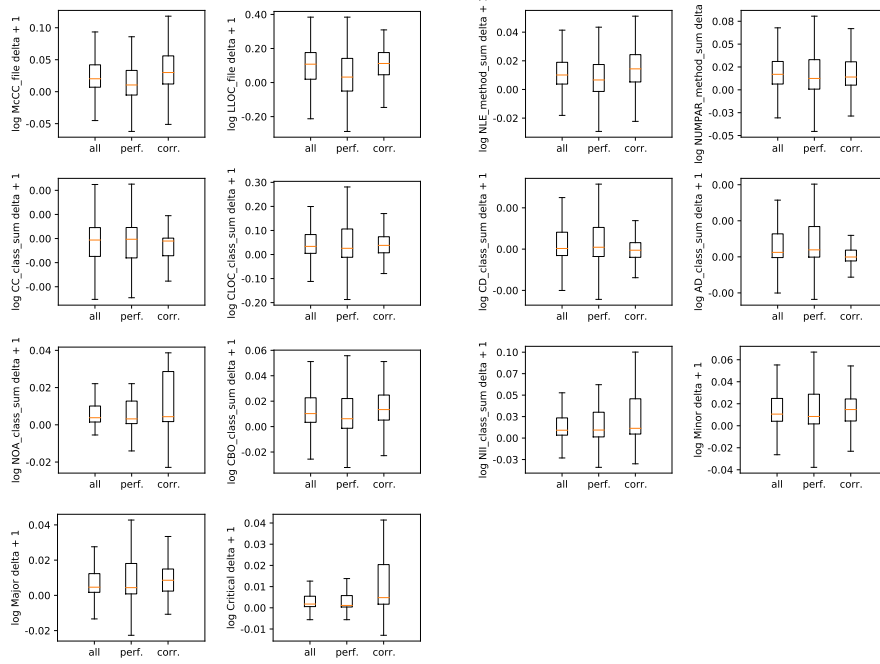 log McCC_file delta + 1
0.10
0.05
0.00
-0.05
all perf. corr.
log LLOC_file delta + 1
0.40
0.20
0.00
-0.20
all perf. corr.
log NLE_method_sum delta +
0.04
0.02
0.00
-0.02
all perf. corr.
log NUMPAR_method_sum delta
0.08
0.05
0.02
0.00
-0.03
-0.05
all perf. corr.
log CC_class_sum delta + 1
0.00
0.00
-0.00
-0.00
-0.00
all perf. corr.
log CLOC_class_sum delta + 1
0.30
0.20
0.10
0.00
-0.10
-0.20
all perf. corr.
log CD_class_sum delta + 1
0.00
-0.00
-0.00
all perf. corr.
log AD_class_sum delta + 1
0.00
0.00
-0.00
all perf. corr.
log NOA_class_sum delta + 1
0.04
0.02
0.00
-0.02
all perf. corr.
log CBO_class_sum delta + 1
0.06
0.04
0.02
0.00
-0.02
all perf. corr.
log NII_class_sum delta + 1
0.10
0.08
0.05
0.03
0.00
-0.03
all perf. corr.
log Minor delta + 1
0.06
0.04
0.02
0.00
-0.02
-0.04
all perf. corr.
log Major delta + 1
0.04
0.02
0.00
-0.02
all perf. corr.
log Critical delta + 1
0.04
0.03
0.02
0.01
0.00
-0.01
all perf. corr.